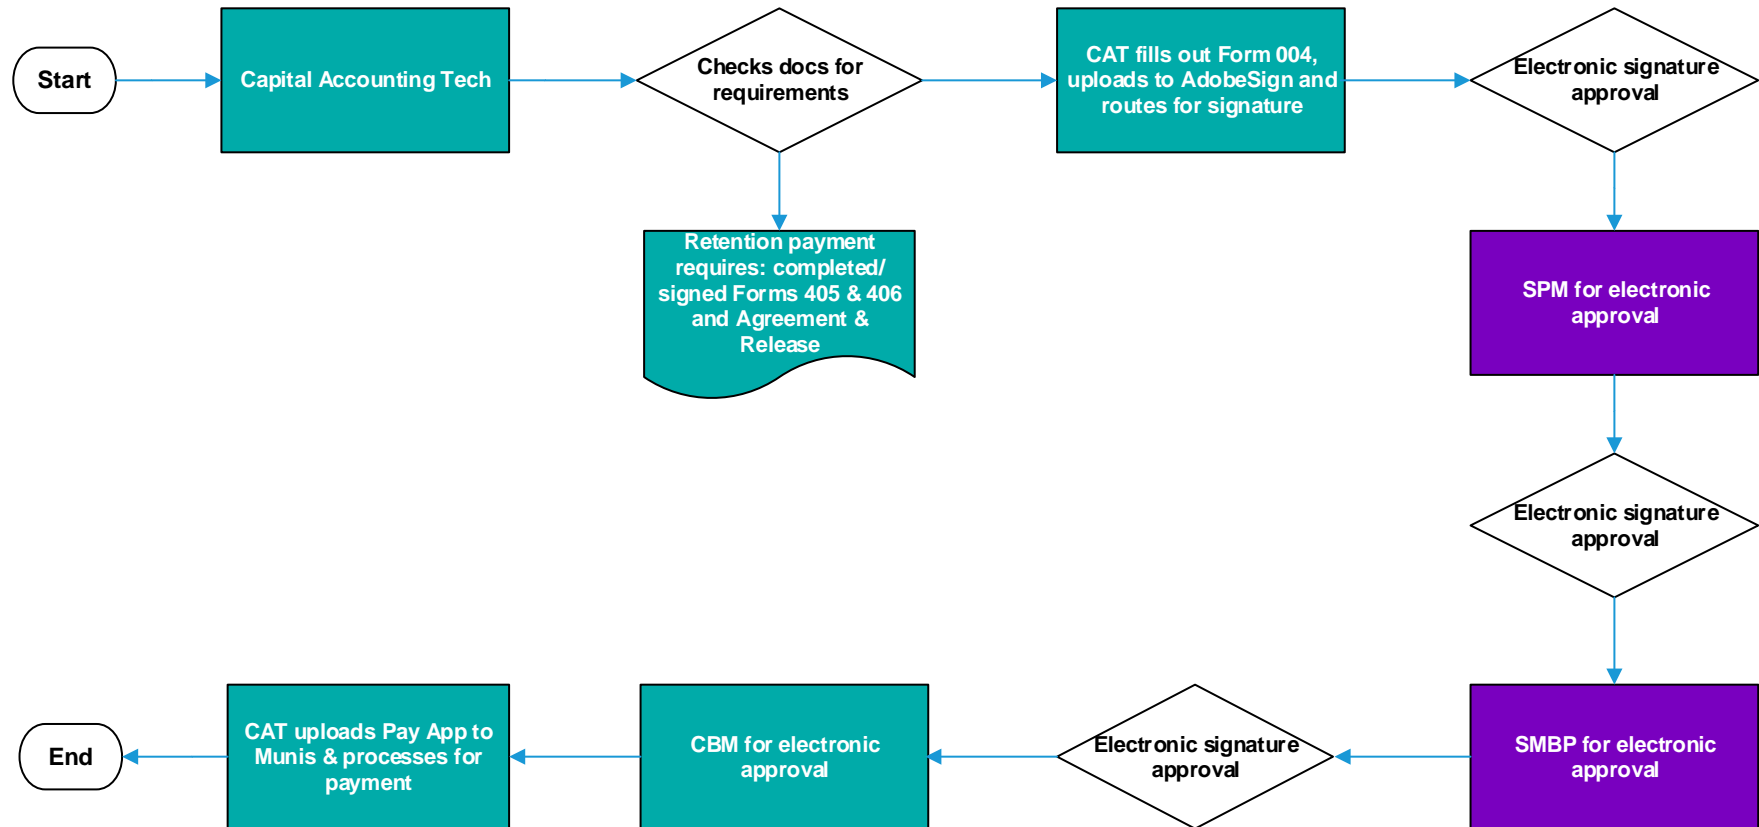 Start
Capital Accounting Tech
Checks docs for
requirements
CAT fills out Form 004,
uploads to AdobeSign and
routes for signature
Electronic signature
approval
Retention payment
requires: completed/
signed Forms 405 & 406
and Agreement &
Release
SPM for electronic
approval
Electronic signature
approval
SMBP for electronic
approval
Electronic signature
approval
CBM for electronic
approval
CAT uploads Pay App to
Munis & processes for
payment
End